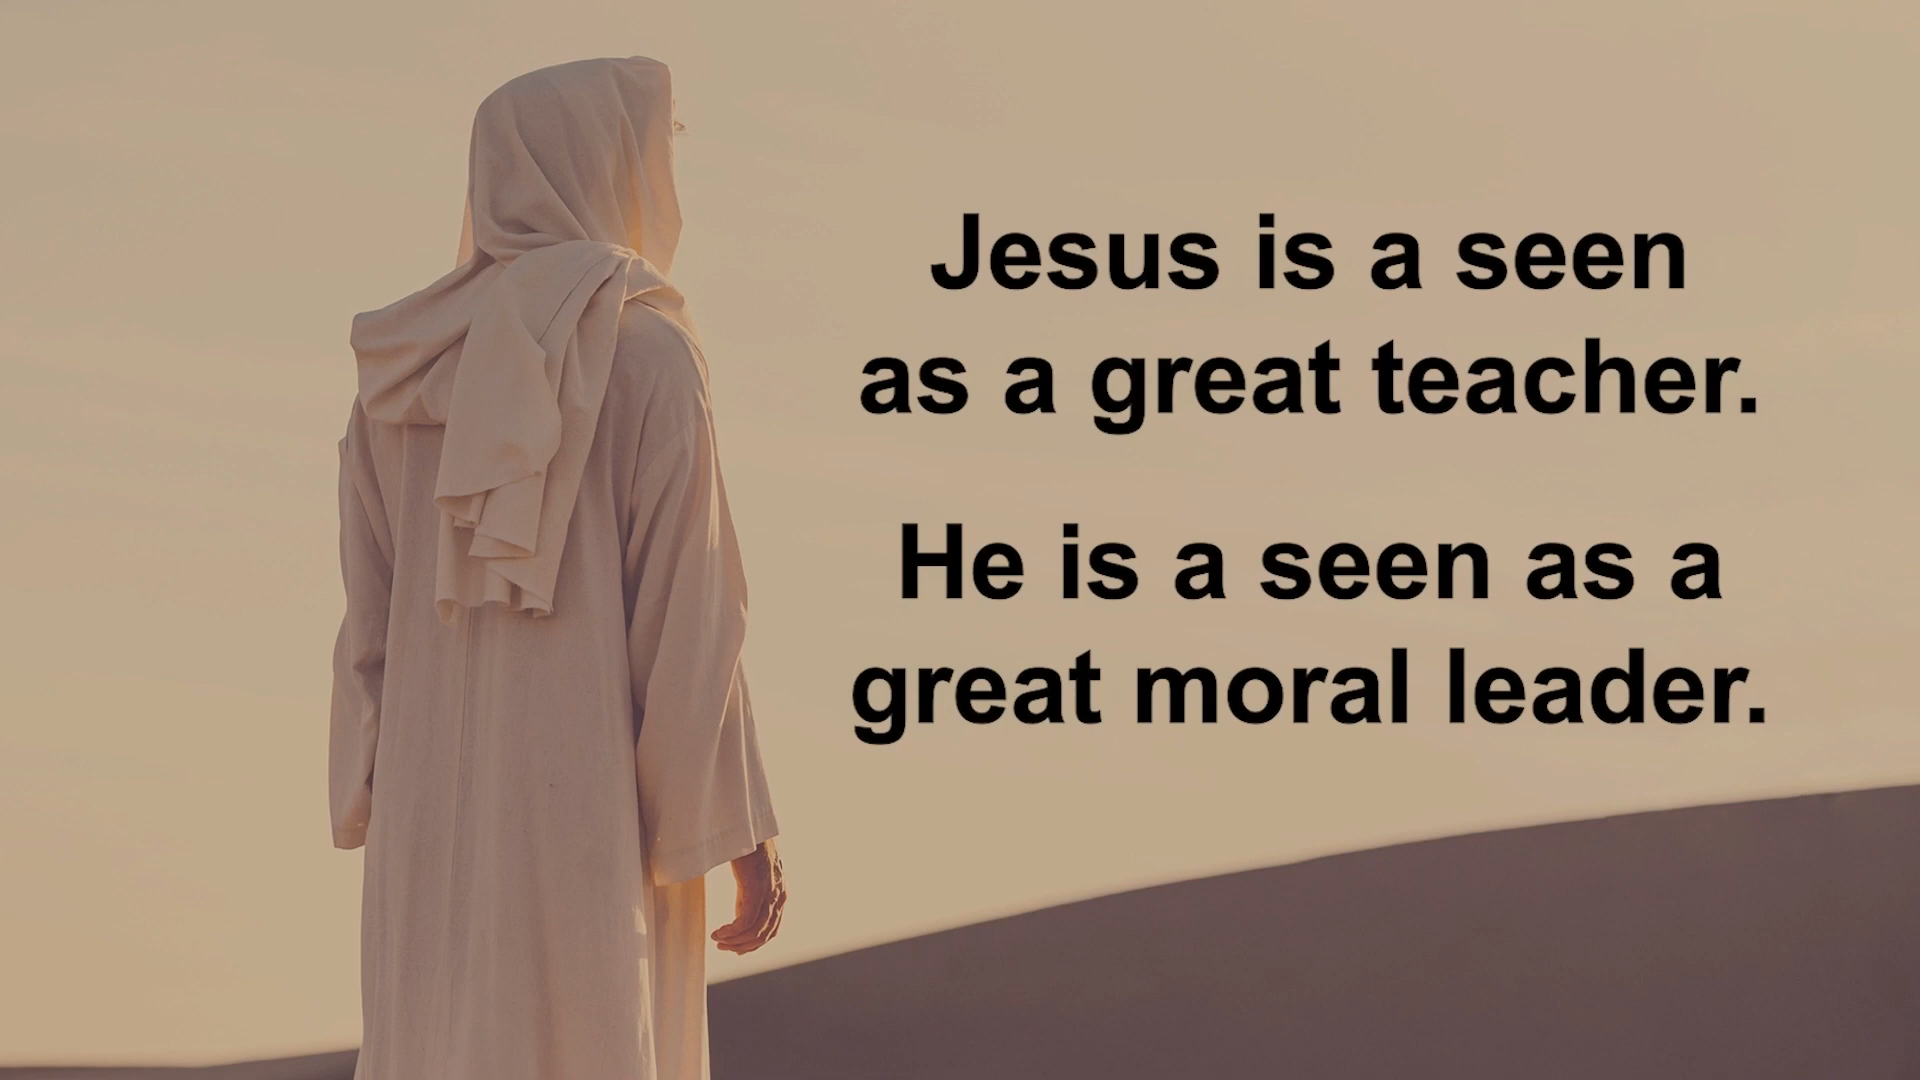 Jesus is a seen
as a great teacher.
He is a seen as a
great moral leader.